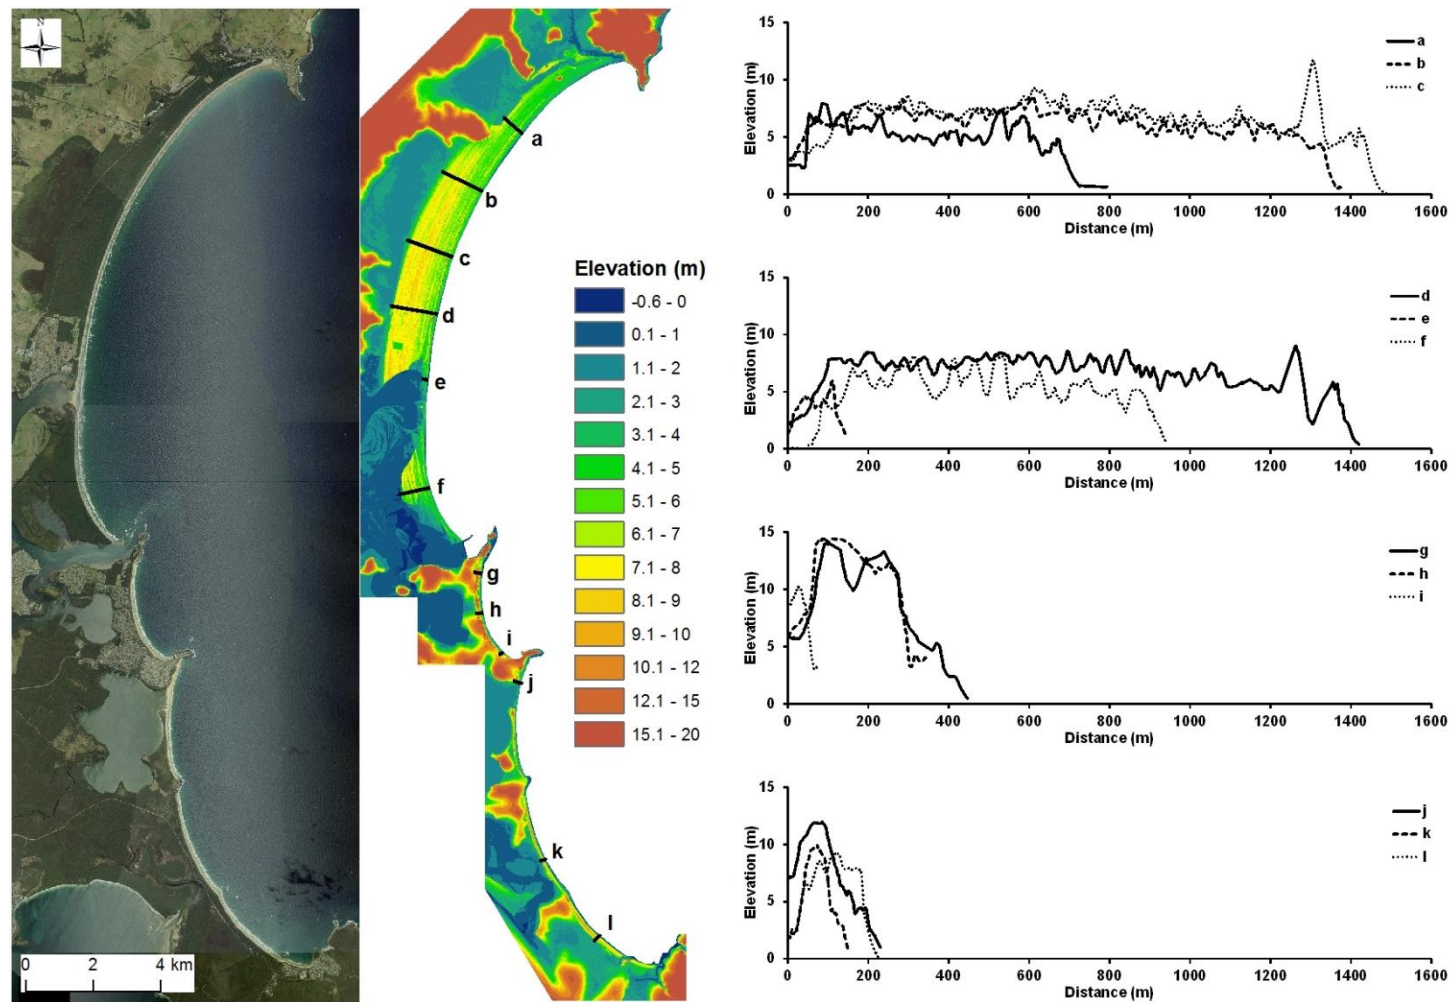 N
0 2 4 km
a
b
c
d
e
f
g
h
i
j
k
l
Elevation (m)
-0.6 - 0
0.1 - 1
1.1 - 2
2.1 - 3
3.1 - 4
4.1 - 5
5.1 - 6
6.1 - 7
7.1 - 8
8.1 - 9
9.1 - 10
10.1 - 12
12.1 - 15
15.1 - 20
Elevation (m)
15
10
5
0
0 200 400 600 800 1000 1200 1400 1600
Distance (m)
a
b
c
Elevation (m)
15
10
5
0
0 200 400 600 800 1000 1200 1400 1600
Distance (m)
d
e
f
Elevation (m)
15
10
5
0
0 200 400 600 800 1000 1200 1400 1600
Distance (m)
g
h
i
Elevation (m)
15
10
5
0
0 200 400 600 800 1000 1200 1400 1600
Distance (m)
j
k
l